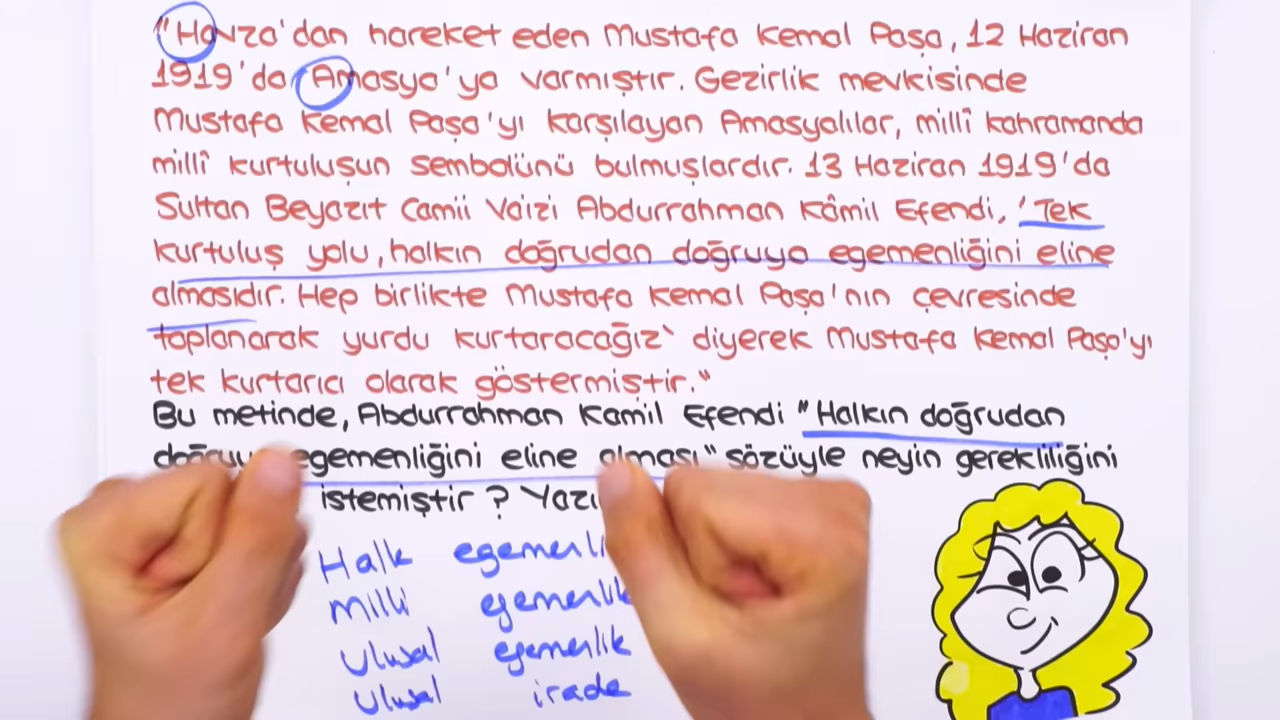 "Havza'dan hareket eden Mustafa Kemal Paşa, 12 Haziran
1919'da Amasya'ya varmıştır. Gezirlik mevkisinde
Mustafa Kemal Paşa'yı karşılayan Amasyalılar, millî kahramanda
millî kurtuluşun sembolünü bulmuşlardır. 13 Haziran 1919'da
Sultan Beyazıt Camii Vaizi Abdurrahman Kâmil Efendi, 'Tek
kurtuluş yolu, halkın doğrudan doğruya egemenliğini eline
almasıdır. Hep birlikte Mustafa Kemal Paşa'nın çevresinde
toplanarak yurdu kurtaracağız' diyerek Mustafa Kemal Paşa'yı
tek kurtarıcı olarak göstermiştir."
Bu metinde, Abdurrahman Kamil Efendi "Halkın doğrudan
egemenliğini eline alması" sözüyle neyin gerekliliğini
istemiştir ?
Halk
Milli egemenlik
Ulusal egemenlik
Ulusal irade